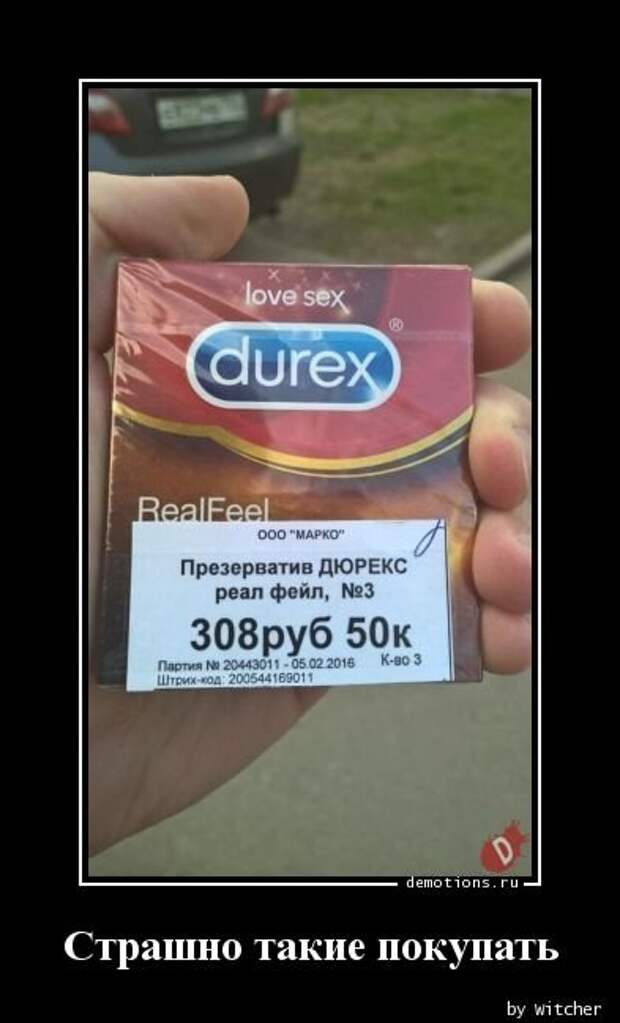 love sex
durex®
RealFeel
ООО "МАРКО"
Презерватив ДЮРЕКС
реал фейл, №3
308руб 50к
Партия № 20443011 - 05.02.2016 К-во 3
Штрих-код: 200544169011
D
demotions.ru
Страшно такие покупать
by Witcher